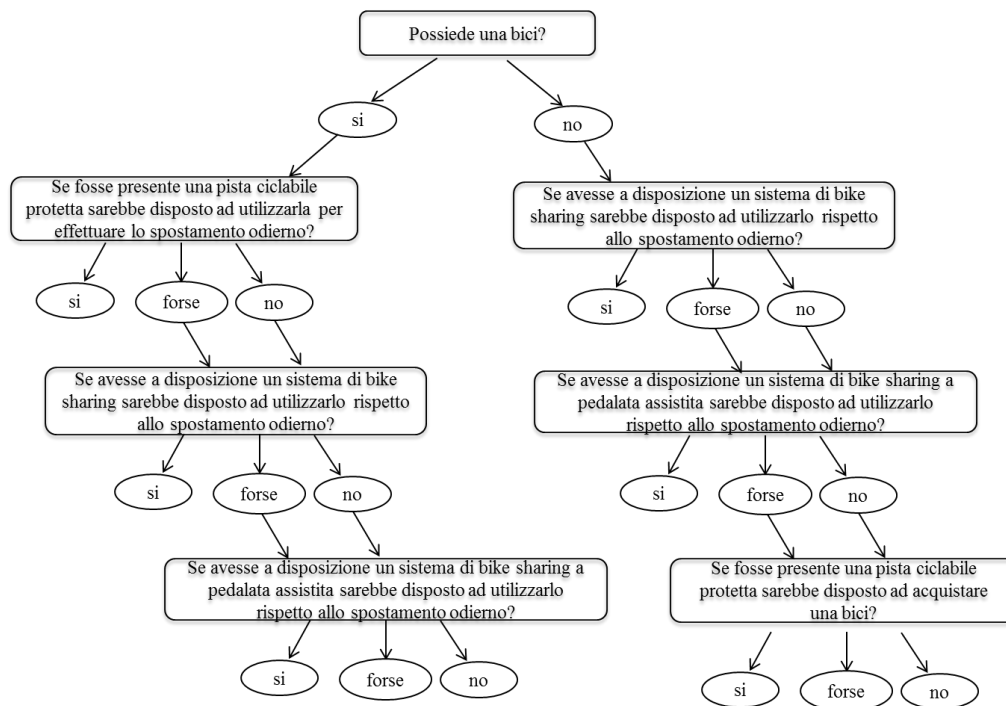 Possiede una bici?
si
no
Se fosse presente una pista ciclabile
protetta sarebbe disposto ad utilizzarla per
effettuare lo spostamento odierno?
Se avesse a disposizione un sistema di bike
sharing sarebbe disposto ad utilizzarlo rispetto
allo spostamento odierno?
si
forse
no
si
forse
no
Se avesse a disposizione un sistema di bike
sharing sarebbe disposto ad utilizzarlo rispetto
allo spostamento odierno?
Se avesse a disposizione un sistema di bike sharing a
pedalata assistita sarebbe disposto ad utilizzarlo
rispetto allo spostamento odierno?
si
forse
no
si
forse
no
Se avesse a disposizione un sistema di bike sharing a
pedalata assistita sarebbe disposto ad utilizzarlo
rispetto allo spostamento odierno?
Se fosse presente una pista ciclabile
protetta sarebbe disposto ad acquistare
una bici?
si
forse
no
si
forse
no